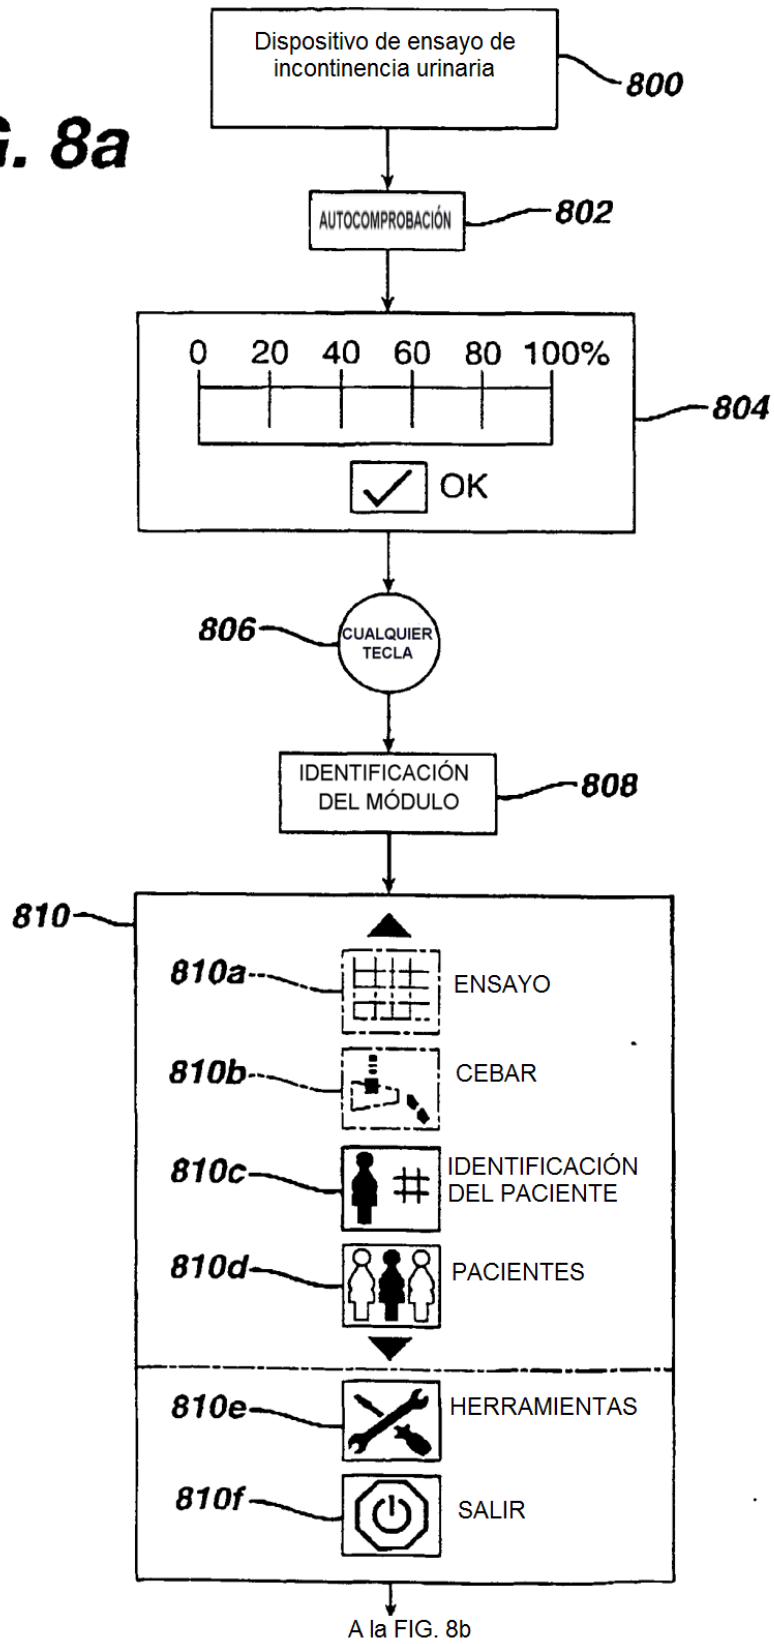 Dispositivo de ensayo de
incontinencia urinaria
800
G. 8a
AUTOCOMPROBACIÓN
802
0 20 40 60 80 100%
804
OK
806
CUALQUIER
TECLA
IDENTIFICACIÓN
DEL MÓDULO
808
810
810a
ENSAYO
810b
CEBAR
810c
IDENTIFICACIÓN
DEL PACIENTE
810d
PACIENTES
810e
HERRAMIENTAS
810f
SALIR
A la FIG. 8b